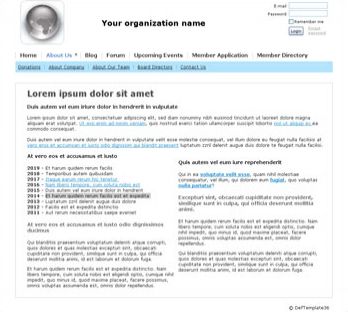 E-mail
Password
Remember me
Login
Your organization name
Home About Us Blog Forum Upcoming Events Member Application Member Directory
Donations About Company About Our Team Board Directors Contact Us
Lorem ipsum dolor sit amet
Duis autem vel eum iriure dolor in hendrerit in vulputate
Lorem ipsum dolor sit amet, consectetuer adipiscing elit, sed diam nonummy nibh euismod tincidunt ut laoreet dolore magna
aliquam erat volutpat. Ut wisi enim ad minim veniam, quis nostrud exerci tation ullamcorper suscipit lobortis nisl ut aliquip ex ea
commodo consequat.
Duis autem vel eum iriure dolor in hendrerit in vulputate velit esse molestie consequat, vel illum dolore eu feugiat nulla facilisis at
vero eros et accumsan et iusto odio dignissim qui blandit praesent luptatum zzril delenit augue duis dolore te feugait nulla facilisi.
At vero eos et accusamus et iusto
2019 - Et harum quidem rerum facilis
2018 - Temporibus autem quibusdam
2017 - Itaque earum rerum hic tenetur
2016 - Nam libero tempore, cum soluta nobis est
2015 - Duis autem vel eum iriure dolor in hendrerit
2014 - Et harum quidem rerum facilis est et expedita
2013 - Luptatum zzril delenit augue duis dolore
2012 - Facilis est et expedita distinctio
2011 - Aut rerum necessitatibus saepe eveniet
At vero eos et accusamus et iusto odio dignissimos
ducimus
Qui blanditiis praesentium voluptatum deleniti atque corrupti,
quos dolores et quas molestias excepturi sint, obcaecati
cupiditate non provident, similique sunt in culpa, qui officia
deserunt mollitia animi, id est laborum et dolorum fuga.
Et harum quidem rerum facilis est et expedita distinctio. Nam
libero tempore, cum soluta nobis est eligendi optio, cumque
nihil impedit, quo minus id, quod maxime placeat, facere
possimus, omnis voluptas assumenda est, omnis dolor
repellendus.
Quis autem vel eum iure reprehenderit
Qui in ea voluptate velit esse, quam nihil molestiae
consequatur, vel illum, qui dolorem eum fugiat, quo voluptas
nulla pariatur?
Excepturi sint, obcaecati cupiditate non provident,
similique sunt in culpa, qui officia deserunt mollitia
animi.
Et harum quidem rerum facilis est et expedita distinctio. Nam
libero tempore, cum soluta nobis est eligendi optio, cumque
nihil impedit, quo minus id, quod maxime placeat, facere
possimus, omnis voluptas assumenda est, omnis dolor
repellendus.
Qui blanditiis praesentium voluptatum deleniti atque corrupti,
quos dolores et quas molestias excepturi sint, obcaecati
cupiditate non provident, similique sunt in culpa, qui officia
deserunt mollitia animi, id est laborum et dolorum fuga.
© DefTemplate36